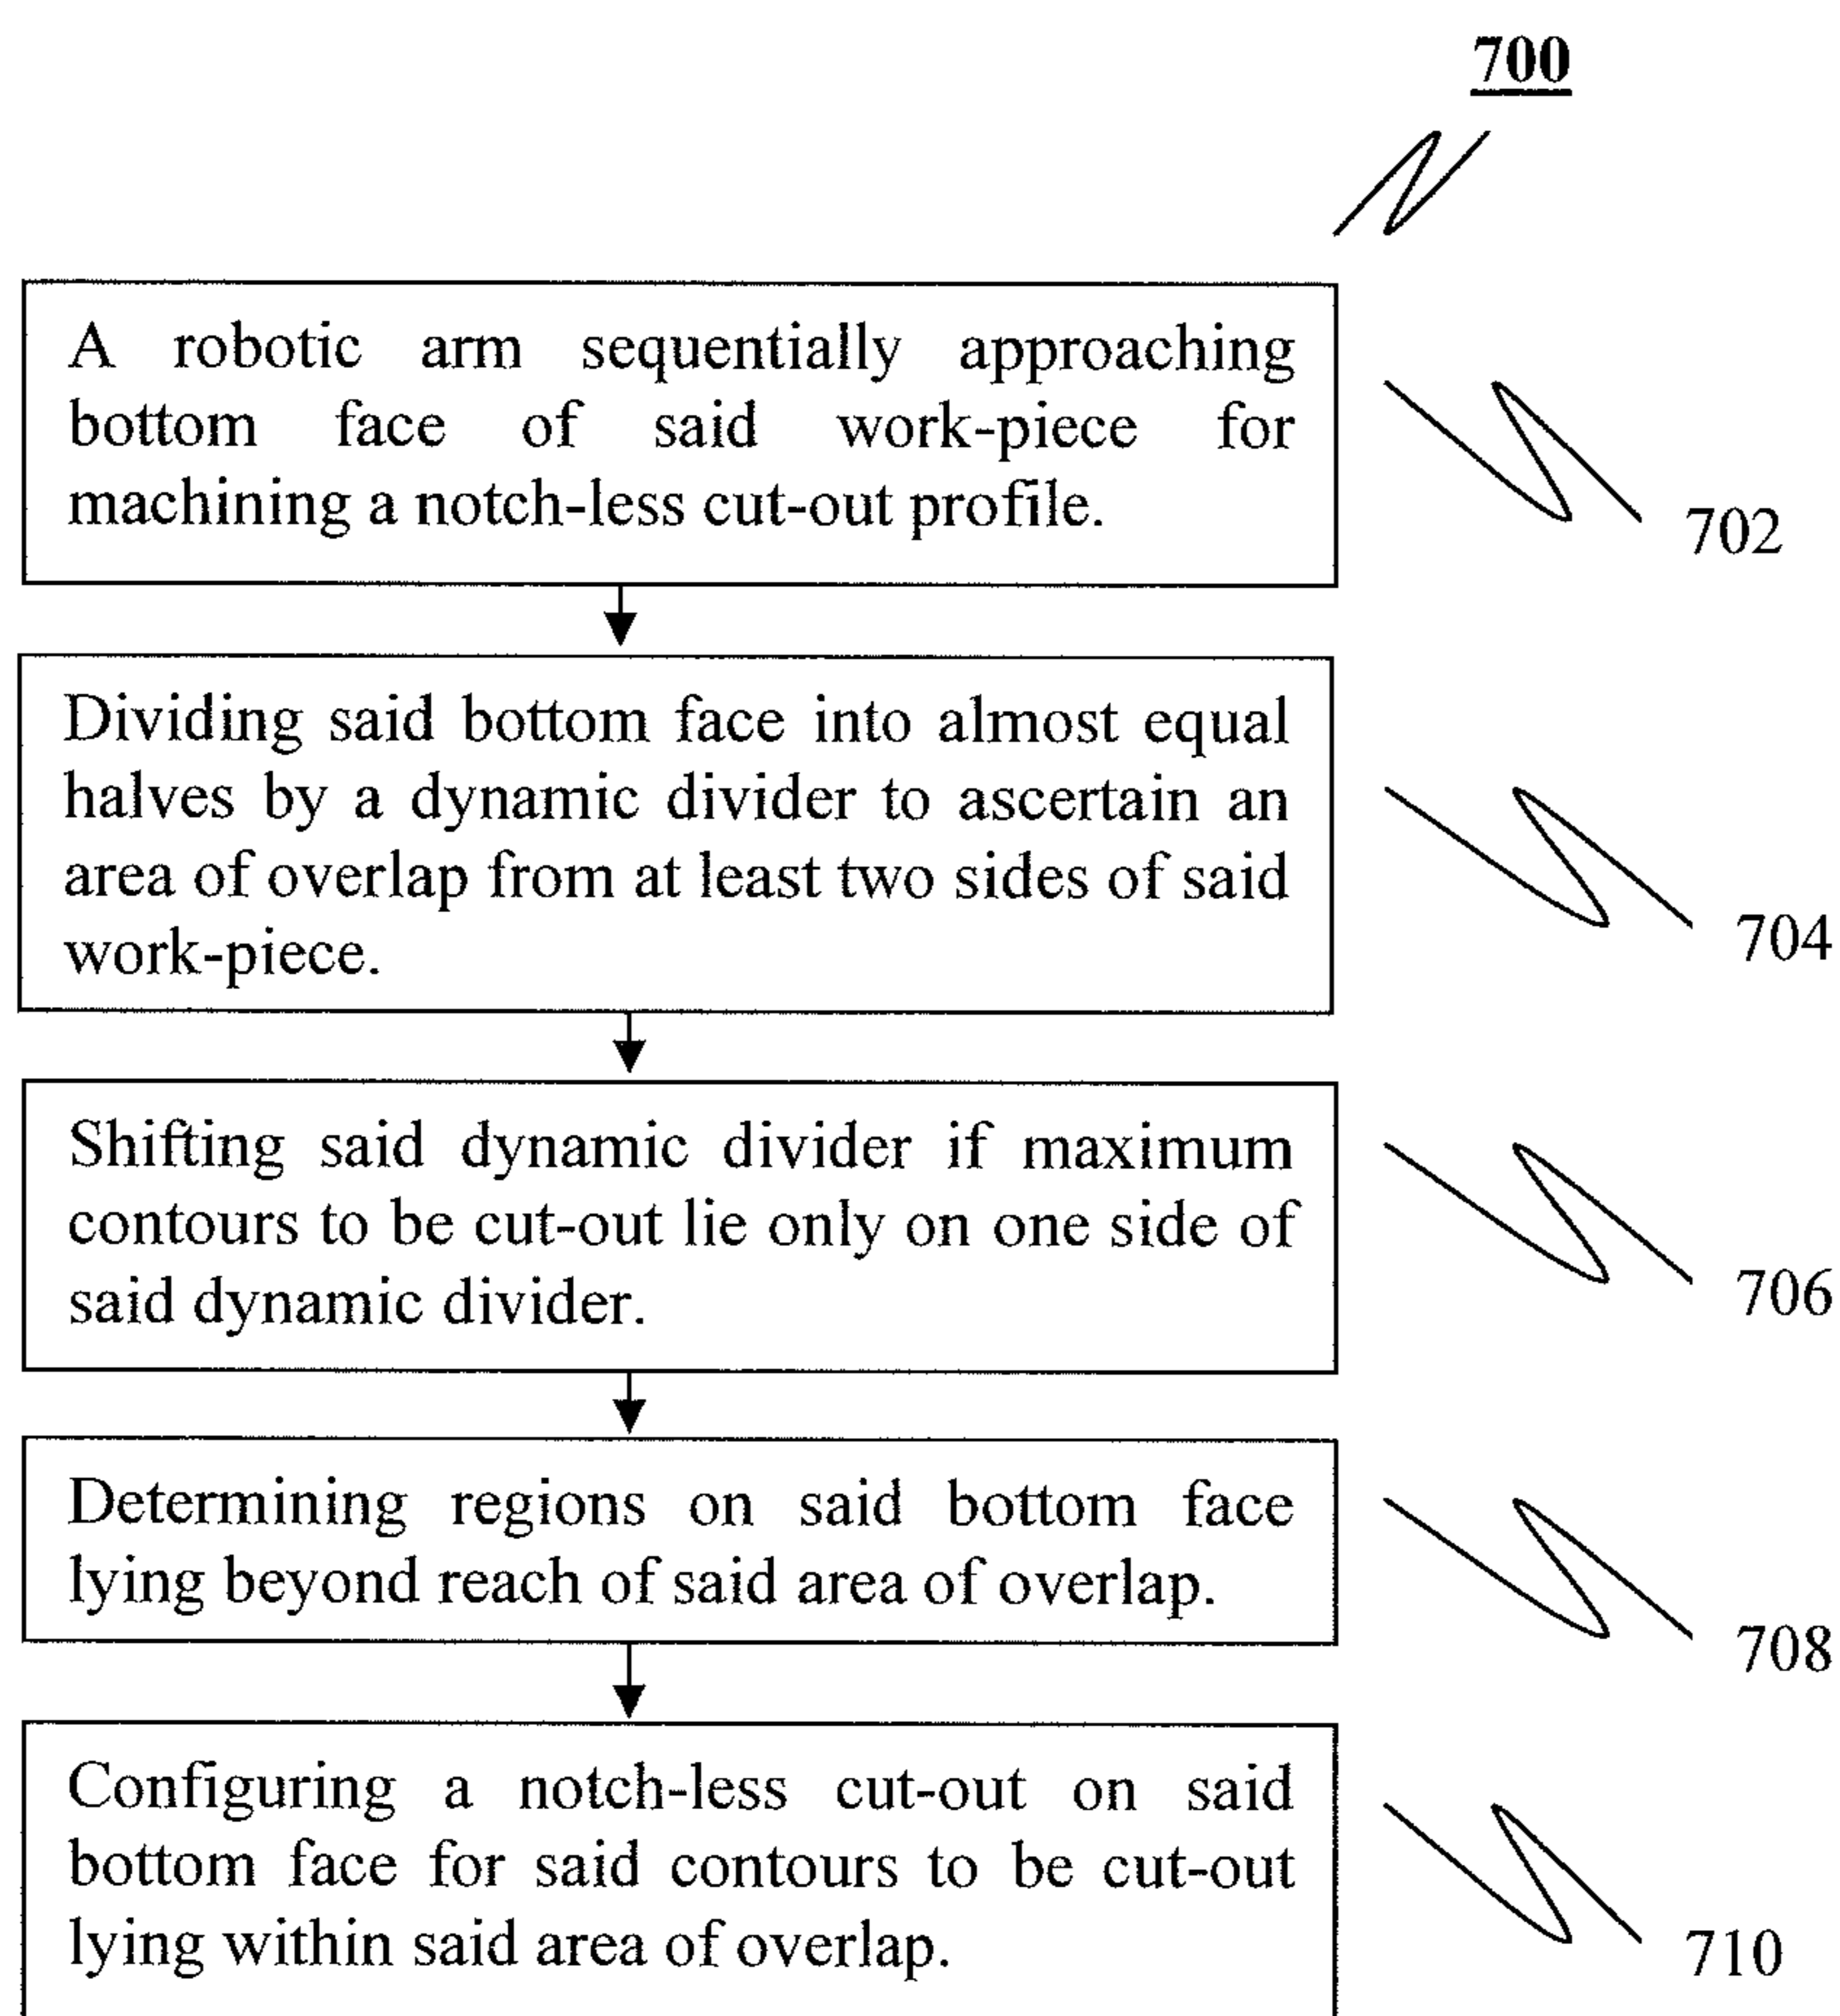 700
A robotic arm sequentially approaching
bottom face of said work-piece for
machining a notch-less cut-out profile.
702
Dividing said bottom face into almost equal
halves by a dynamic divider to ascertain an
area of overlap from at least two sides of said
work-piece.
704
Shifting said dynamic divider if maximum
contours to be cut-out lie only on one side of
said dynamic divider.
706
Determining regions on said bottom face
lying beyond reach of said area of overlap.
708
Configuring a notch-less cut-out on said
bottom face for said contours to be cut-out
lying within said area of overlap.
710